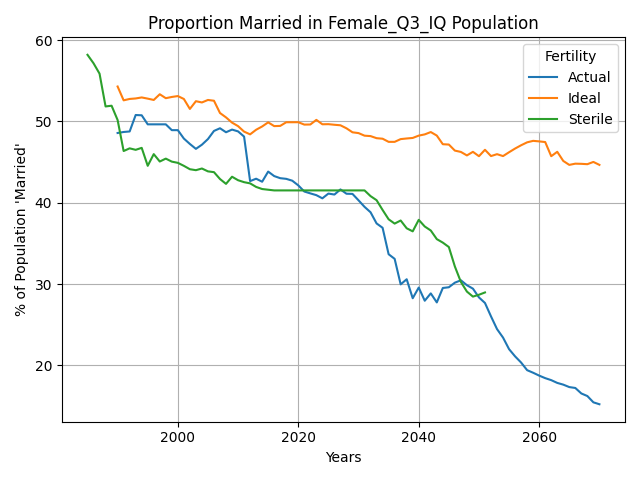 Proportion Married in Female_Q3_IQ Population
Fertility
Actual
Ideal
Sterile
% of Population 'Married'
60
50
40
30
20
2000
2020
2040
2060
Years